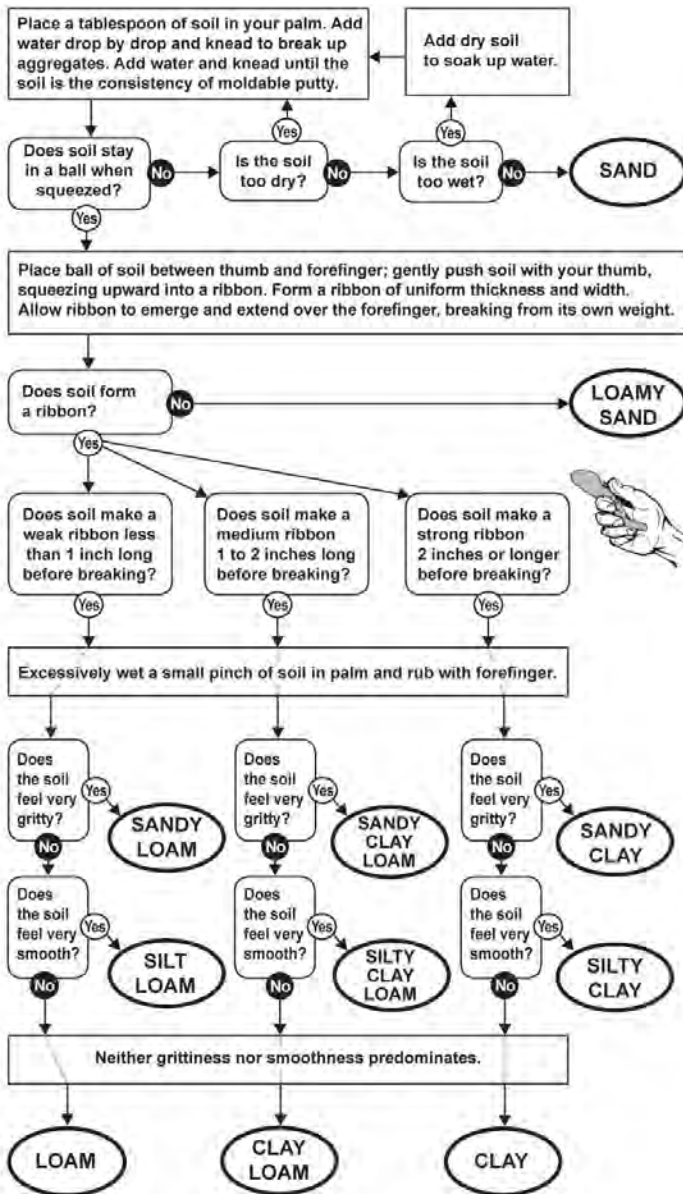 Place a tablespoon of soil in your palm. Add
water drop by drop and knead to break up
aggregates. Add water and knead until the
soil is the consistency of moldable putty.
Add dry soil
to soak up water.
Yes
Yes
Does soil stay
in a ball when
squeezed?
No
Is the soil
too dry?
No
Is the soil
too wet?
No
SAND
Yes
Place ball of soil between thumb and forefinger; gently push soil with your thumb,
squeezing upward into a ribbon. Form a ribbon of uniform thickness and width.
Allow ribbon to emerge and extend over the forefinger, breaking from its own weight.
Does soil form
a ribbon?
No
LOAMY
SAND
Yes
Does soil make a
weak ribbon less
than 1 inch long
before breaking?
Does soil make a
medium ribbon
1 to 2 inches long
before breaking?
Does soil make a
strong ribbon
2 inches or longer
before breaking?
Yes
Yes
Yes
Excessively wet a small pinch of soil in palm and rub with forefinger.
Does
the soil
feel very
gritty?
Yes
SANDY
LOAM
No
Does
the soil
feel very
gritty?
Yes
SANDY
CLAY
LOAM
No
Does
the soil
feel very
gritty?
Yes
SANDY
CLAY
No
Does
the soil
feel very
smooth?
Yes
SILT
LOAM
No
Does
the soil
feel very
smooth?
Yes
SILTY
CLAY
LOAM
No
Does
the soil
feel very
smooth?
Yes
SILTY
CLAY
No
Neither grittiness nor smoothness predominates.
LOAM
CLAY
LOAM
CLAY